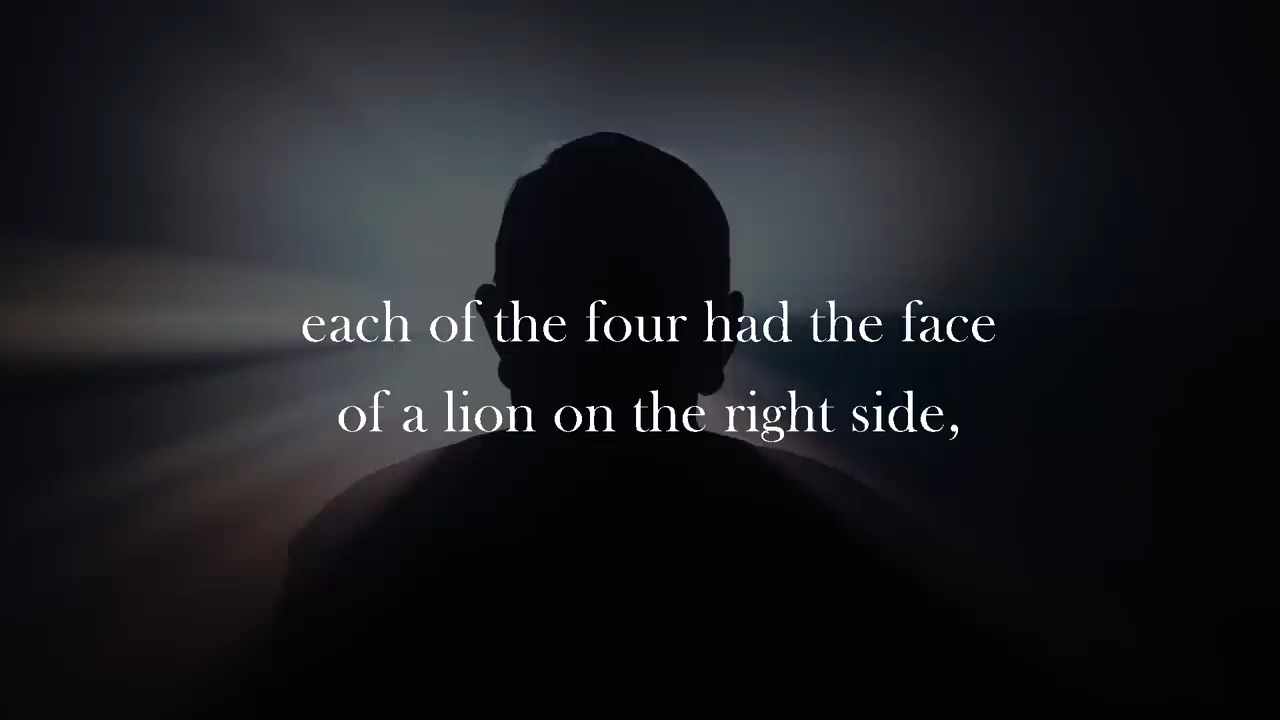 each of the four had the face
of a lion on the right side,